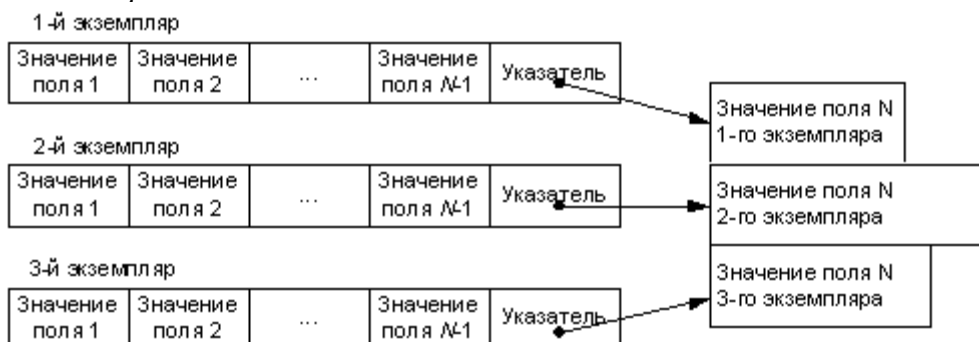 1-й экземпляр
Значение поля 1
Значение поля 2
...
Значение поля N-1
Указатель
Значение поля N
1-го экземпляра
2-й экземпляр
Значение поля 1
Значение поля 2
...
Значение поля N-1
Указатель
Значение поля N
2-го экземпляра
3-й экземпляр
Значение поля 1
Значение поля 2
...
Значение поля N-1
Указатель
Значение поля N
3-го экземпляра